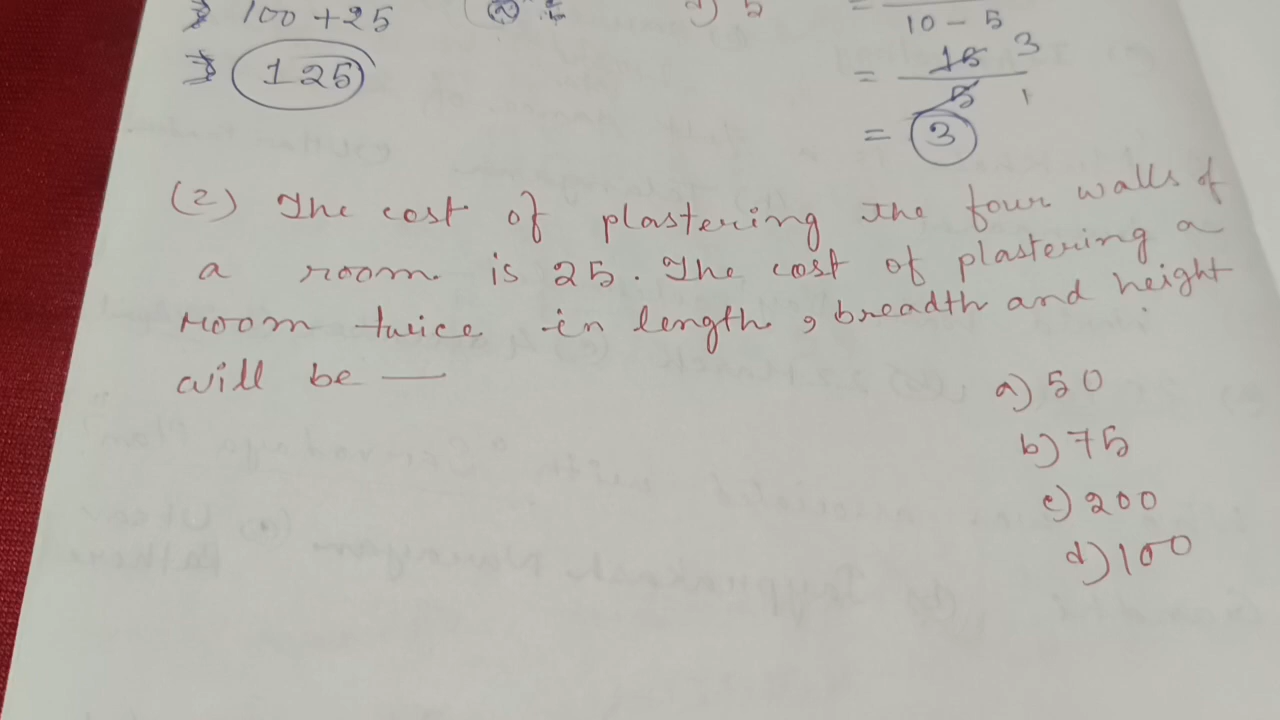 100 + 25
d) 5
=
10 - 5
125
= 15 3
5 1
= 3
(2) The cost of plastering the four walls of
a room is 25. The cost of plastering a
room twice in length, breadth and height
will be —
a) 50
b) 75
c) 200
d) 100